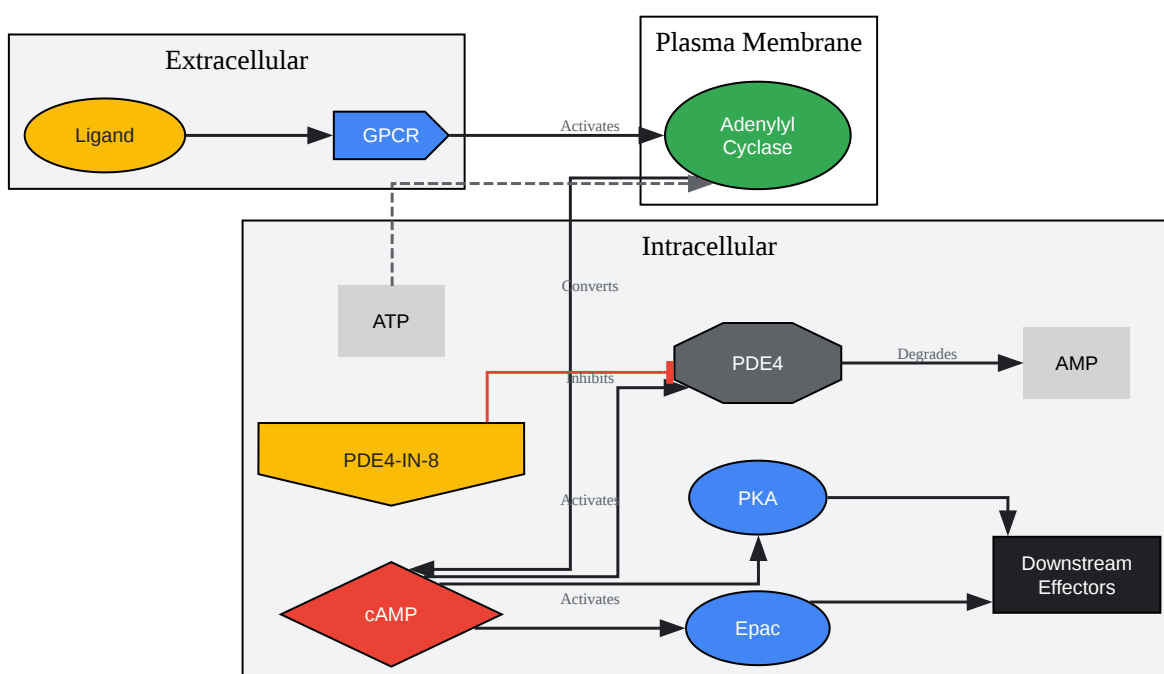 Plasma Membrane
Extracellular
Ligand
GPCR
Activates
Adenylyl
Cyclase
Intracellular
Converts
ATP
PDE4
Degrades
AMP
Inhibits
PDE4-IN-8
Activates
PKA
Downstream
Effectors
cAMP
Activates
Epac